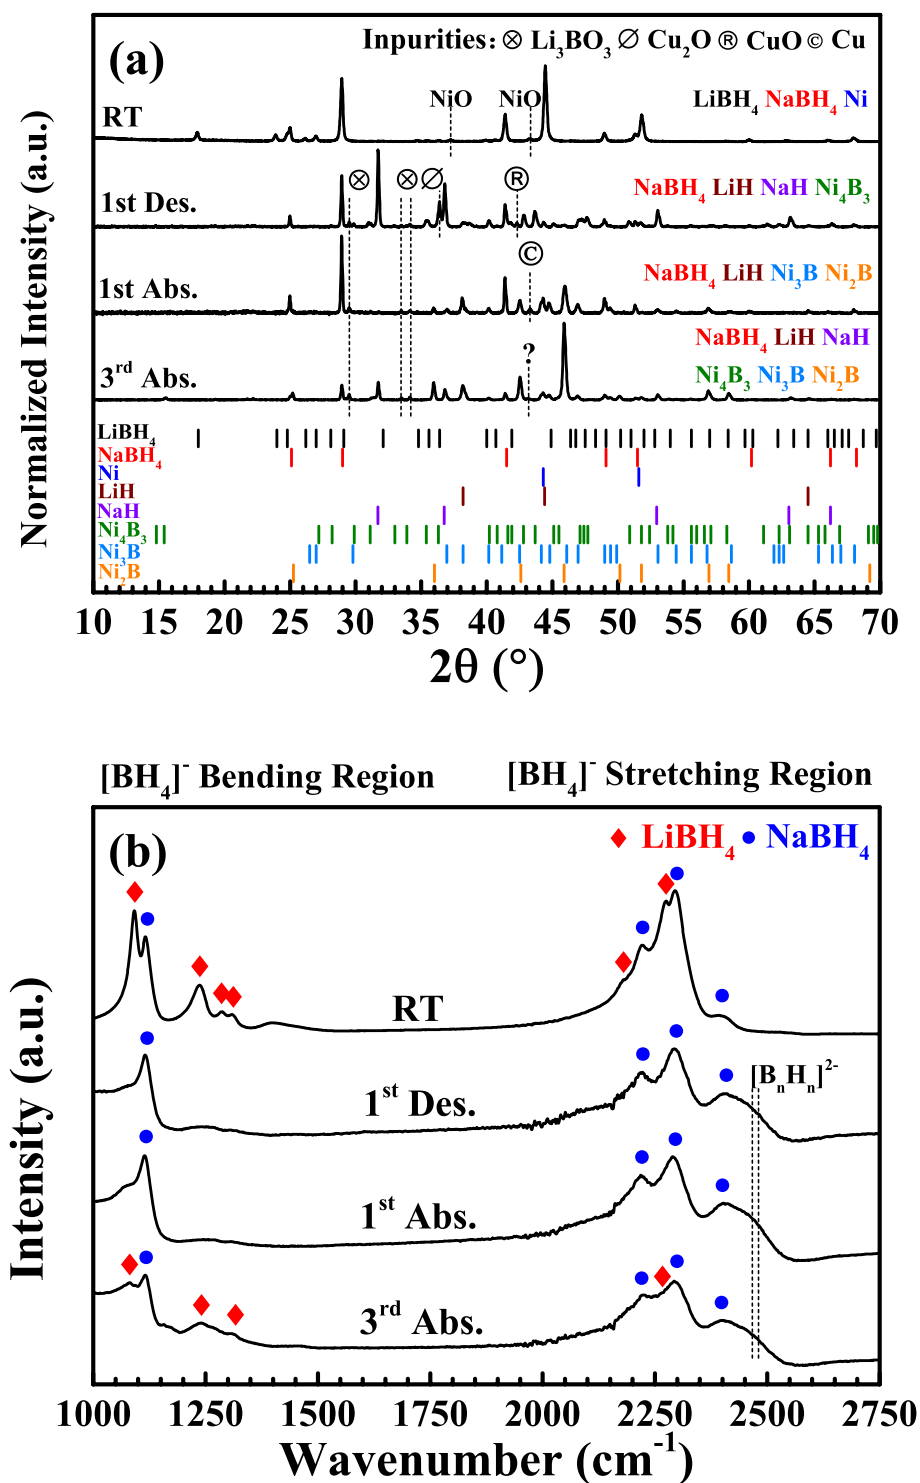 (a)
Inpurities: ⊗ Li₃BO₃ ∅ Cu₂O ® CuO © Cu
NiO NiO
RT
LiBH₄ NaBH₄ Ni
⊗ ⊗ ∅ ®
1st Des.
NaBH₄ LiH NaH Ni₄B₃
©
1st Abs.
NaBH₄ LiH Ni₃B Ni₂B
?
3rd Abs.
NaBH₄ LiH NaH
Ni₄B₃ Ni₃B Ni₂B
LiBH₄
NaBH₄
Ni
LiH
NaH
Ni₄B₃
Ni₃B
Ni₂B
10 15 20 25 30 35 40 45 50 55 60 65 70
2θ (°)
Normalized Intensity (a.u.)
[BH₄]⁻ Bending Region
[BH₄]⁻ Stretching Region
(b)
LiBH₄ NaBH₄
RT
[BₙHₙ]²⁻
1st Des.
1st Abs.
3rd Abs.
1000 1250 1500 1750 2000 2250 2500 2750
Wavenumber (cm⁻¹)
Intensity (a.u.)